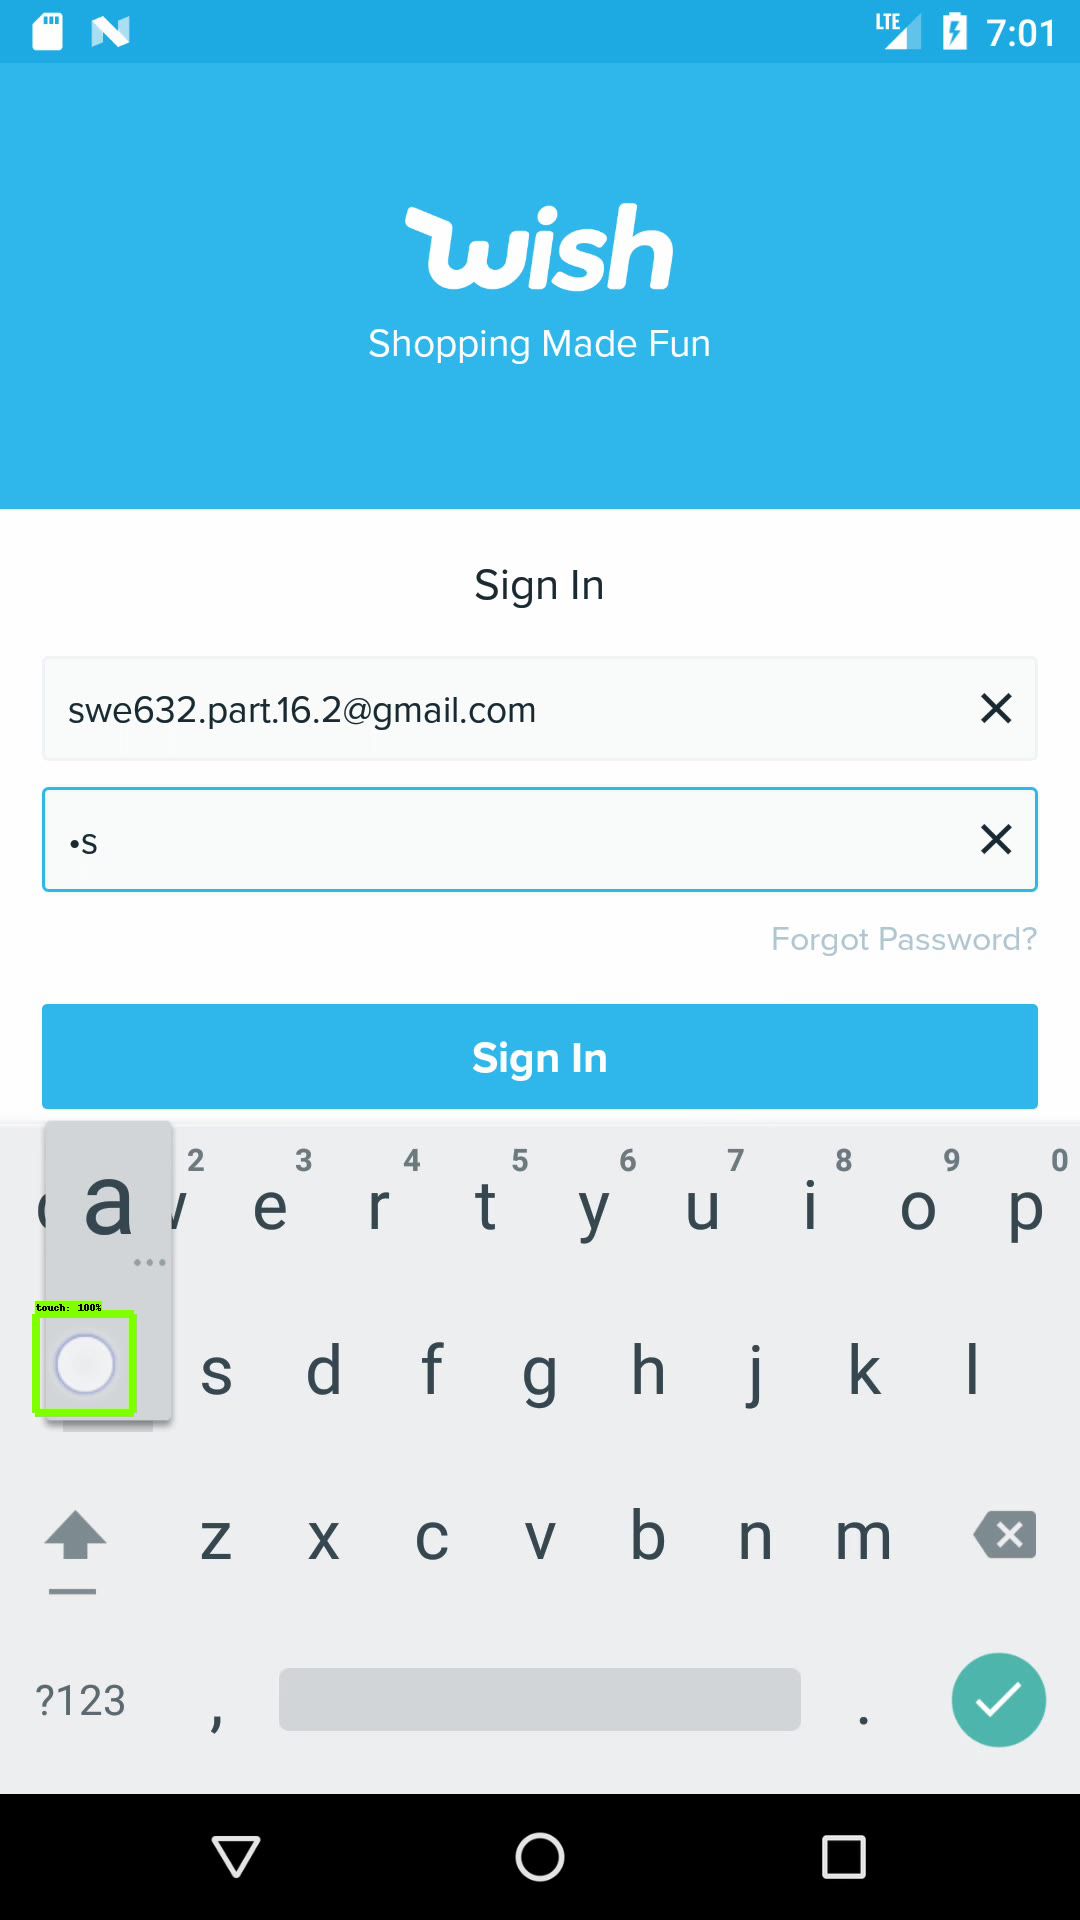 LTE 7:01
wish
Shopping Made Fun
Sign In
swe632.part.16.2@gmail.com
•s
Forgot Password?
Sign In
2 3 4 5 6 7 8 9 0
a e r t y u i o p
touch: 100%
s d f g h j k l
z x c v b n m
?123 , .